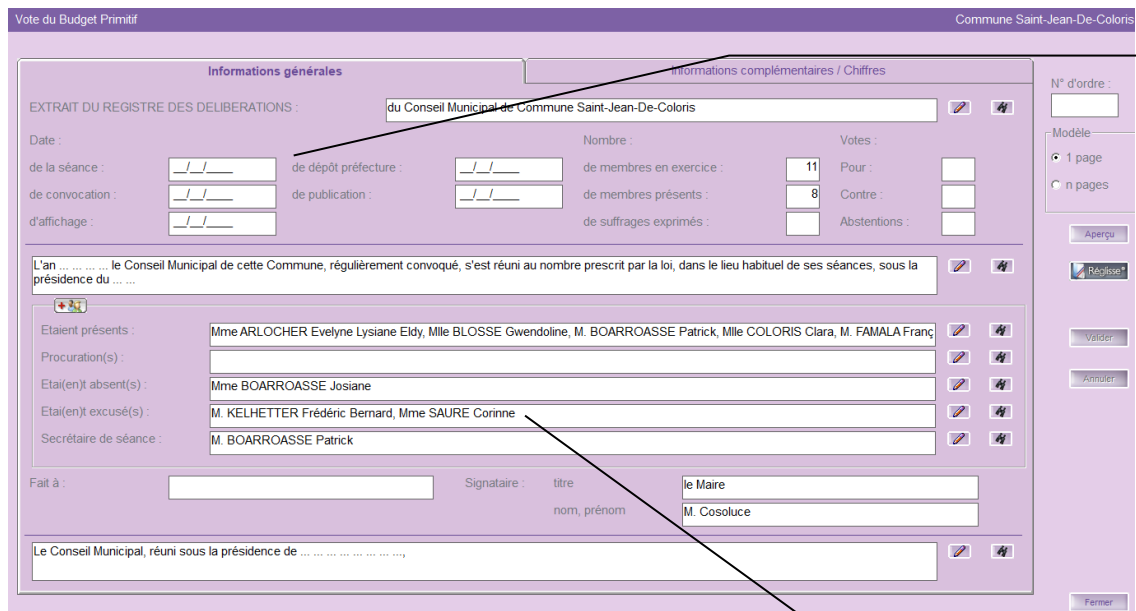 Vote du Budget Primitif
Commune Saint-Jean-De-Coloris
Informations générales
Informations complémentaires / Chiffres
N° d'ordre :
EXTRAIT DU REGISTRE DES DELIBERATIONS :
du Conseil Municipal de Commune Saint-Jean-De-Coloris
Modèle
1 page
n pages
Date :
Nombre :
Votes :
de la séance :
__/__/____
de dépôt préfecture :
__/__/____
de membres en exercice :
11
Pour :
de convocation :
__/__/____
de publication :
__/__/____
de membres présents :
8
Contre :
d'affichage :
__/__/____
de suffrages exprimés :
Abstentions :
Aperçu
L'an ... ... ... ... le Conseil Municipal de cette Commune, régulièrement convoqué, s'est réuni au nombre prescrit par la loi, dans le lieu habituel de ses séances, sous la
présidence du ... ...
Réglisse*
Etaient présents :
Mme ARLOCHER Evelyne Lysiane Eldy, Mlle BLOSSE Gwendoline, M. BOARROASSE Patrick, Mlle COLORIS Clara, M. FAMALA Franç
Valider
Procuration(s) :
Etai(en)t absent(s) :
Mme BOARROASSE Josiane
Annuler
Etai(en)t excusé(s) :
M. KELHETTER Frédéric Bernard, Mme SAURE Corinne
Secrétaire de séance :
M. BOARROASSE Patrick
Fait à :
Signataire :
titre
le Maire
nom, prénom
M. Cosoluce
Le Conseil Municipal, réuni sous la présidence de ... ... ... ... ... ... ... ...,
Fermer